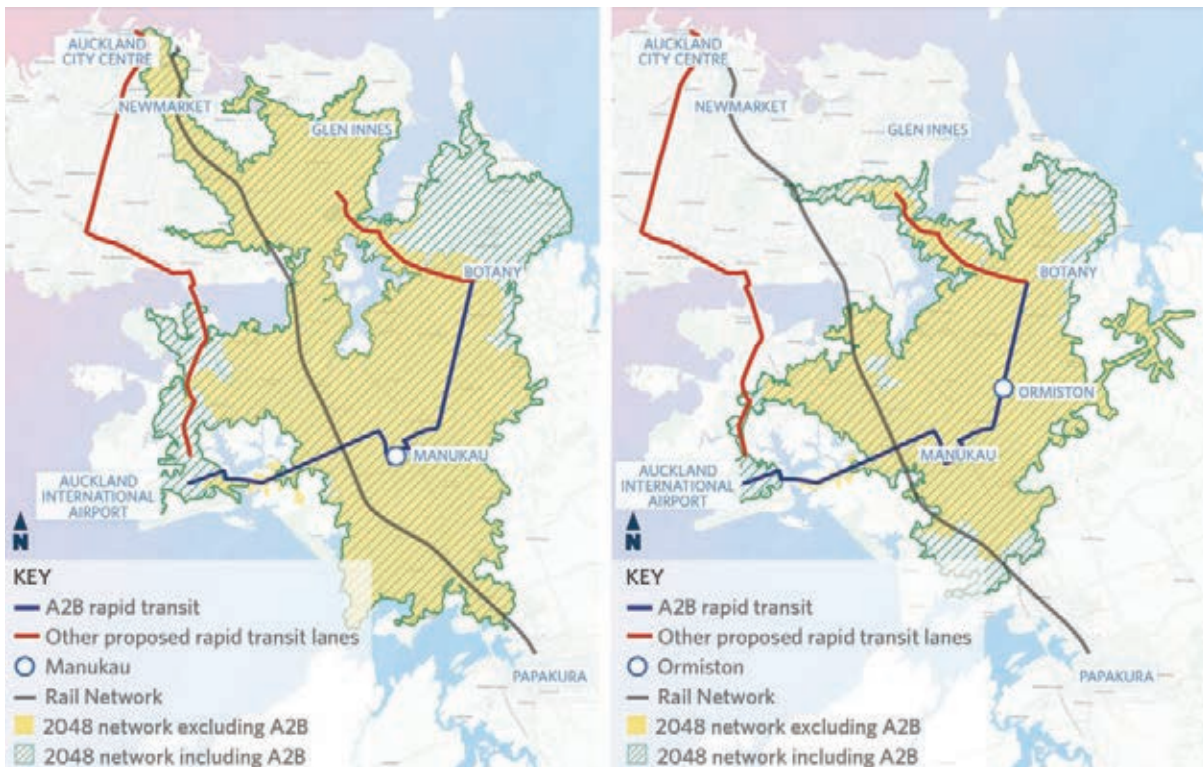 AUCKLAND
CITY CENTRE
NEWMARKET
GLEN INNES
BOTANY
MANUKAU
AUCKLAND
INTERNATIONAL
AIRPORT
N
KEY
A2B rapid transit
Other proposed rapid transit lanes
Manukau
Rail Network
2048 network excluding A2B
2048 network including A2B
PAPAKURA
AUCKLAND
CITY CENTRE
NEWMARKET
GLEN INNES
BOTANY
ORMISTON
MANUKAU
AUCKLAND
INTERNATIONAL
AIRPORT
N
KEY
A2B rapid transit
Other proposed rapid transit lanes
Ormiston
Rail Network
2048 network excluding A2B
2048 network including A2B
PAPAKURA